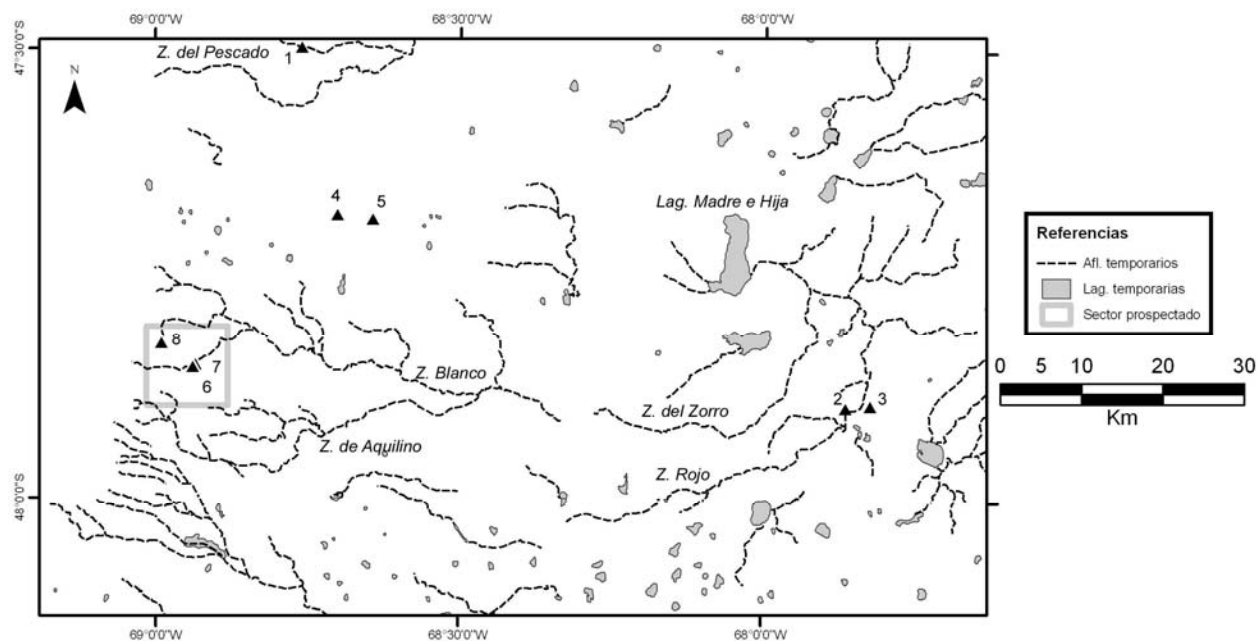 69°0'0"W 68°30'0"W 68°0'0"W
47°30'0"S
Z. del Pescado
1
N
4 5
Lag. Madre e Hija
8
7
6
Z. Blanco
Z. del Zorro
2 3
Z. de Aquilino
Z. Rojo
48°0'0"S
69°0'0"W 68°30'0"W 68°0'0"W
Referencias
Afl. temporarios
Lag. temporarias
Sector prospectado
0 5 10 20 30
Km